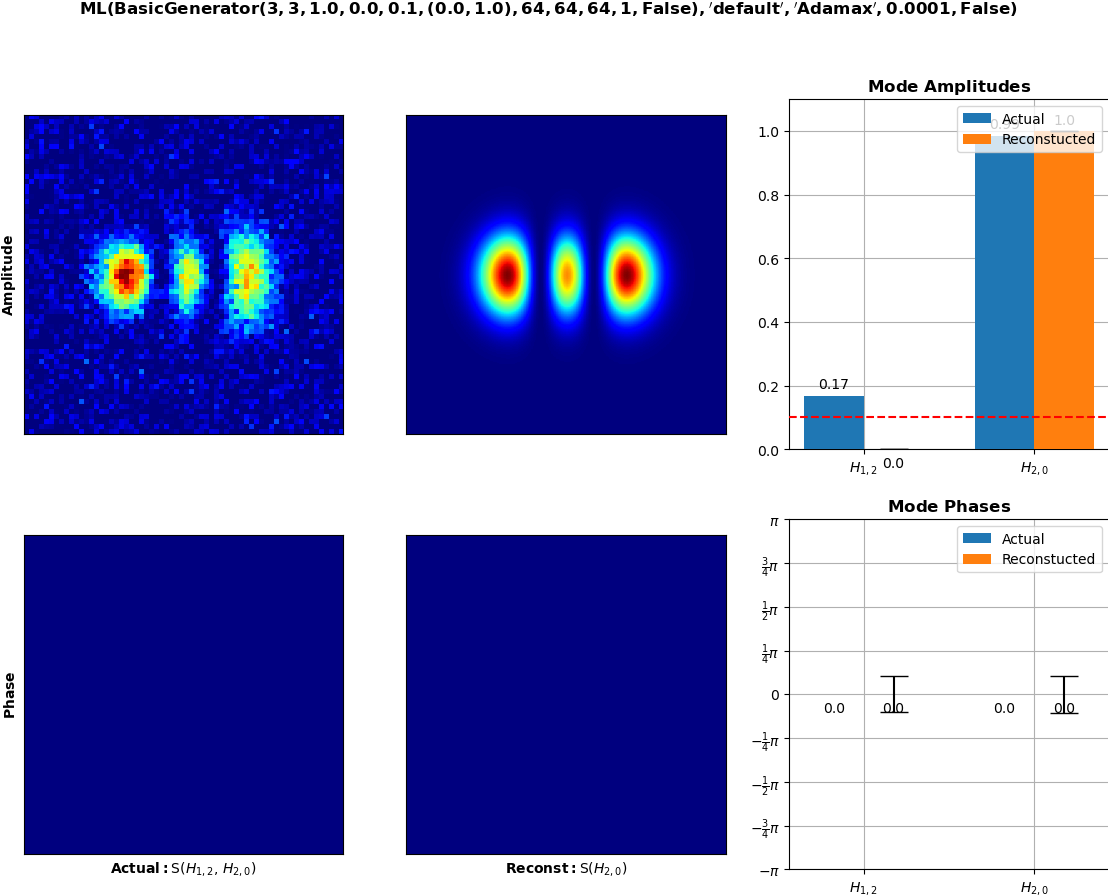 ML(BasicGenerator(3, 3, 1.0, 0.0, 0.1, (0.0, 1.0), 64, 64, 64, 1, False), ′default′, ′Adamax′, 0.0001, False)
Amplitude
Mode Amplitudes
Actual
Reconstucted
0.99
1.0
0.17
0.0
1.0
0.8
0.6
0.4
0.2
0.0
H₁,₂
H₂,₀
Phase
Actual: S(H₁,₂, H₂,₀)
Reconst: S(H₂,₀)
Mode Phases
Actual
Reconstucted
π
3/4π
1/2π
1/4π
0
−1/4π
−1/2π
−3/4π
−π
0.0
0.0
0.0
0.0
H₁,₂
H₂,₀